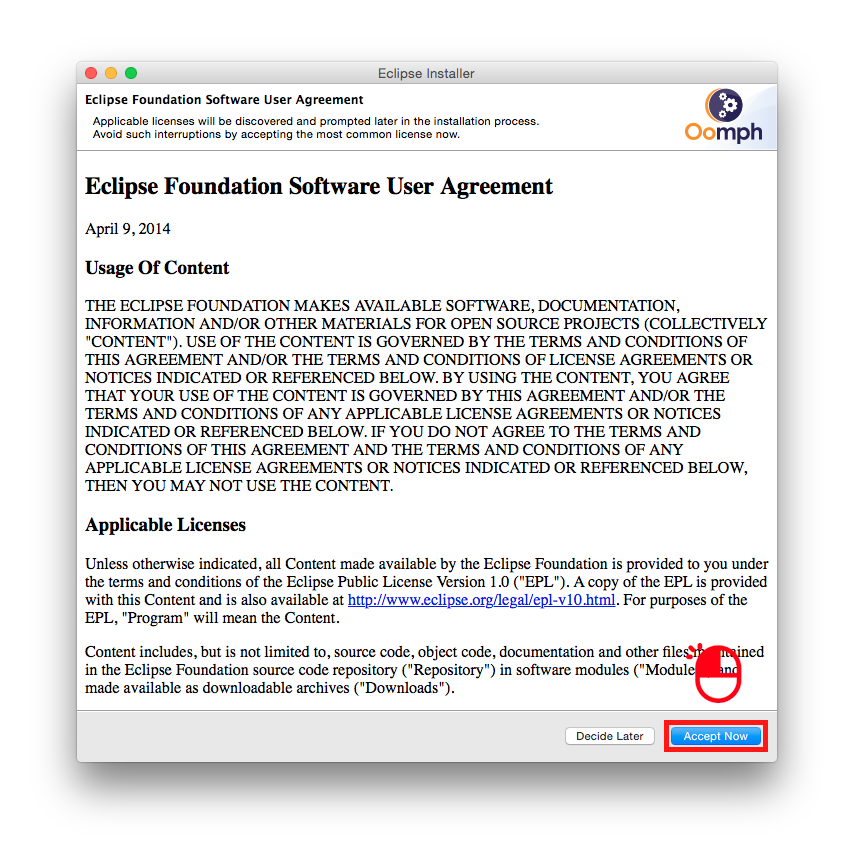 Eclipse Installer
Eclipse Foundation Software User Agreement
Applicable licenses will be discovered and prompted later in the installation process.
Avoid such interruptions by accepting the most common license now.
Oomph
Eclipse Foundation Software User Agreement
April 9, 2014
Usage Of Content
THE ECLIPSE FOUNDATION MAKES AVAILABLE SOFTWARE, DOCUMENTATION,
INFORMATION AND/OR OTHER MATERIALS FOR OPEN SOURCE PROJECTS (COLLECTIVELY
"CONTENT"). USE OF THE CONTENT IS GOVERNED BY THE TERMS AND CONDITIONS OF
THIS AGREEMENT AND/OR THE TERMS AND CONDITIONS OF LICENSE AGREEMENTS OR
NOTICES INDICATED OR REFERENCED BELOW. BY USING THE CONTENT, YOU AGREE
THAT YOUR USE OF THE CONTENT IS GOVERNED BY THIS AGREEMENT AND/OR THE
TERMS AND CONDITIONS OF ANY APPLICABLE LICENSE AGREEMENTS OR NOTICES
INDICATED OR REFERENCED BELOW. IF YOU DO NOT AGREE TO THE TERMS AND
CONDITIONS OF THIS AGREEMENT AND THE TERMS AND CONDITIONS OF ANY
APPLICABLE LICENSE AGREEMENTS OR NOTICES INDICATED OR REFERENCED BELOW,
THEN YOU MAY NOT USE THE CONTENT.
Applicable Licenses
Unless otherwise indicated, all Content made available by the Eclipse Foundation is provided to you under
the terms and conditions of the Eclipse Public License Version 1.0 ("EPL"). A copy of the EPL is provided
with this Content and is also available at http://www.eclipse.org/legal/epl-v10.html. For purposes of the
EPL, "Program" will mean the Content.
Content includes, but is not limited to, source code, object code, documentation and other files
in the Eclipse Foundation source code repository ("Repository") in software modules and
made available as downloadable archives ("Downloads").
Decide Later
Accept Now